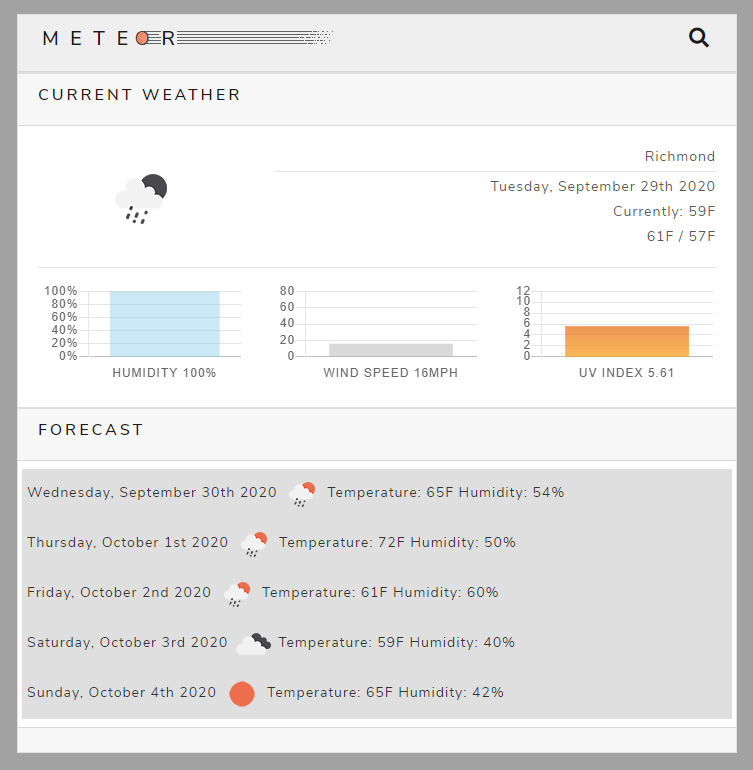 METEOR
CURRENT WEATHER
Richmond
Tuesday, September 29th 2020
Currently: 59F
61F / 57F
100%
80%
60%
40%
20%
0%
HUMIDITY 100%
80
60
40
20
0
WIND SPEED 16MPH
12
10
8
6
4
2
0
UV INDEX 5.61
FORECAST
Wednesday, September 30th 2020 Temperature: 65F Humidity: 54%
Thursday, October 1st 2020 Temperature: 72F Humidity: 50%
Friday, October 2nd 2020 Temperature: 61F Humidity: 60%
Saturday, October 3rd 2020 Temperature: 59F Humidity: 40%
Sunday, October 4th 2020 Temperature: 65F Humidity: 42%